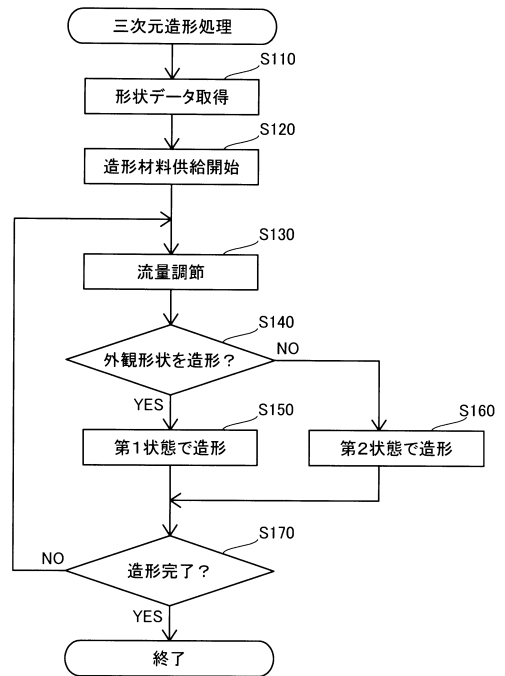 三次元造形処理
S110
形状データ取得
S120
造形材料供給開始
S130
流量調節
S140
外観形状を造形？
NO
YES
S150
第1状態で造形
S160
第2状態で造形
S170
造形完了？
NO
YES
終了